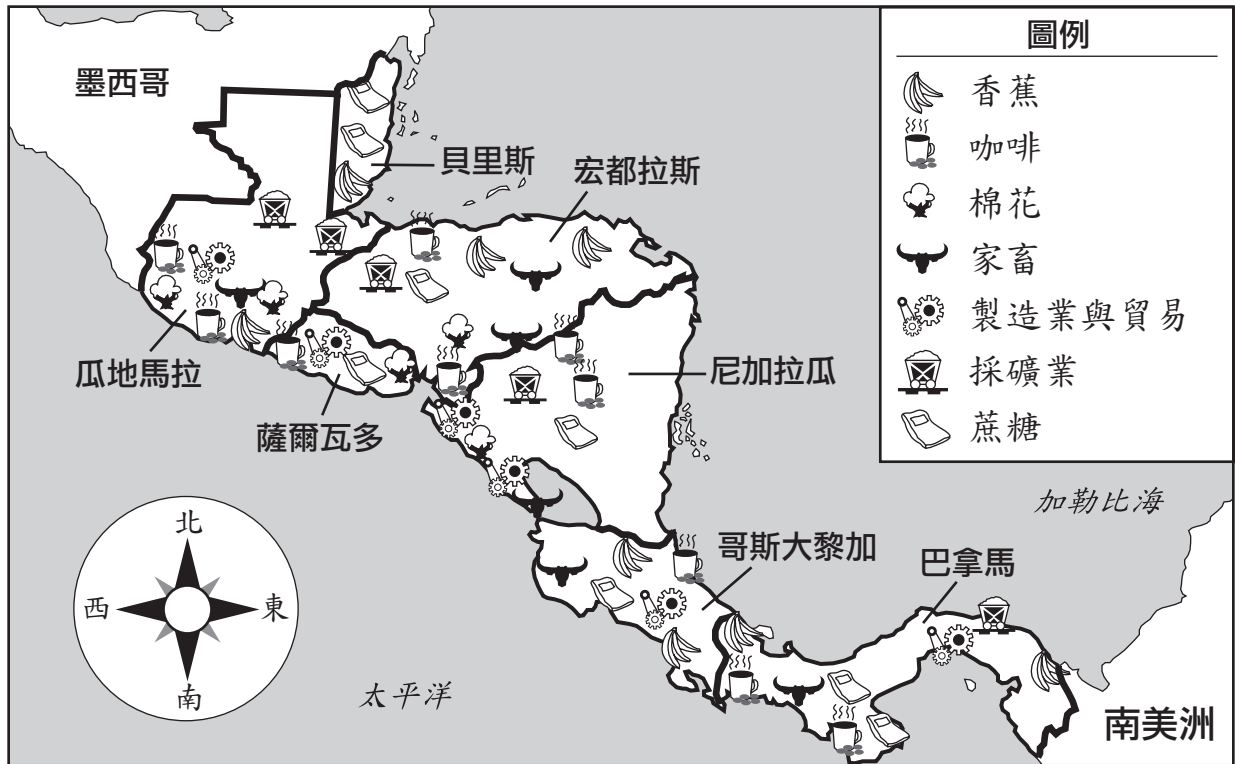 墨西哥
貝里斯
宏都拉斯
瓜地馬拉
薩爾瓦多
尼加拉瓜
哥斯大黎加
巴拿馬
加勒比海
太平洋
南美洲
北
西
東
南
圖例
香蕉
咖啡
棉花
家畜
製造業與貿易
採礦業
蔗糖